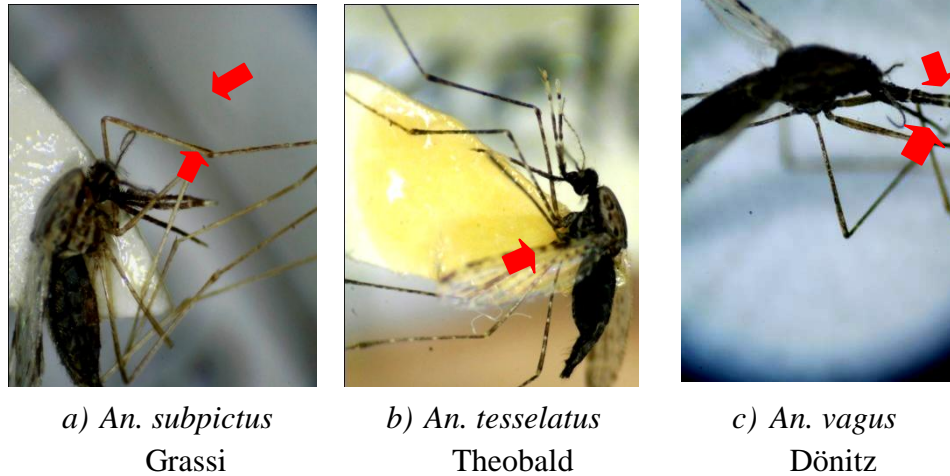 a) An. subpictus
Grassi
b) An. tesselatus
Theobald
c) An. vagus
Dönitz